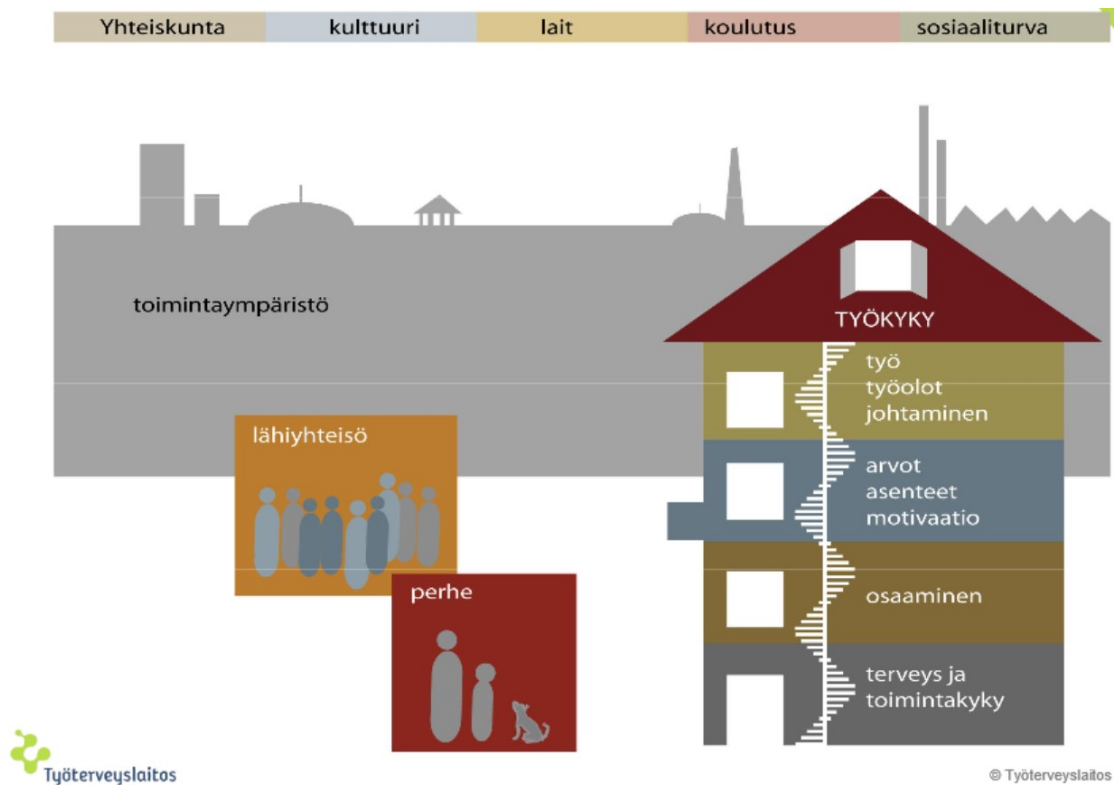 Yhteiskunta kulttuuri lait koulutus sosiaaliturva
toimintaympäristö
TYÖKYKY
työ
työolot
johtaminen
lähiyhteisö
arvot
asenteet
motivaatio
perhe
osaaminen
terveys ja
toimintakyky
Työterveyslaitos
© Työterveyslaitos